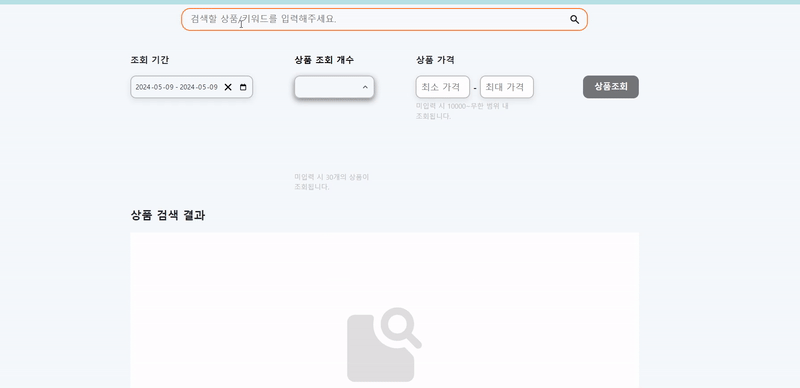 검색할 상품/키워드를 입력해주세요.
조회 기간
상품 조회 개수
상품 가격
2024-05-09 - 2024-05-09
최소 가격
-
최대 가격
상품조회
미입력 시 10000~무한 범위 내
조회됩니다.
미입력 시 30개의 상품이
조회됩니다.
상품 검색 결과